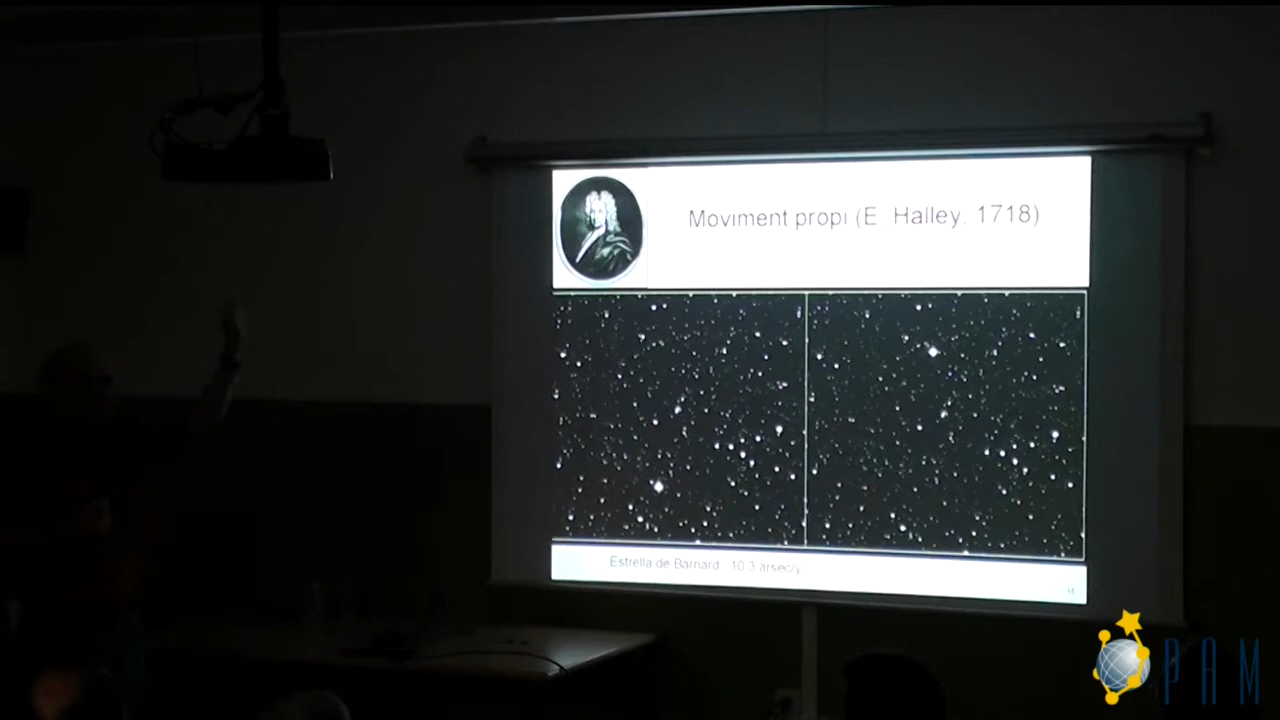 Moviment propi (E. Halley, 1718)
Estrella de Barnard : 10.3 arsec/y
PAM